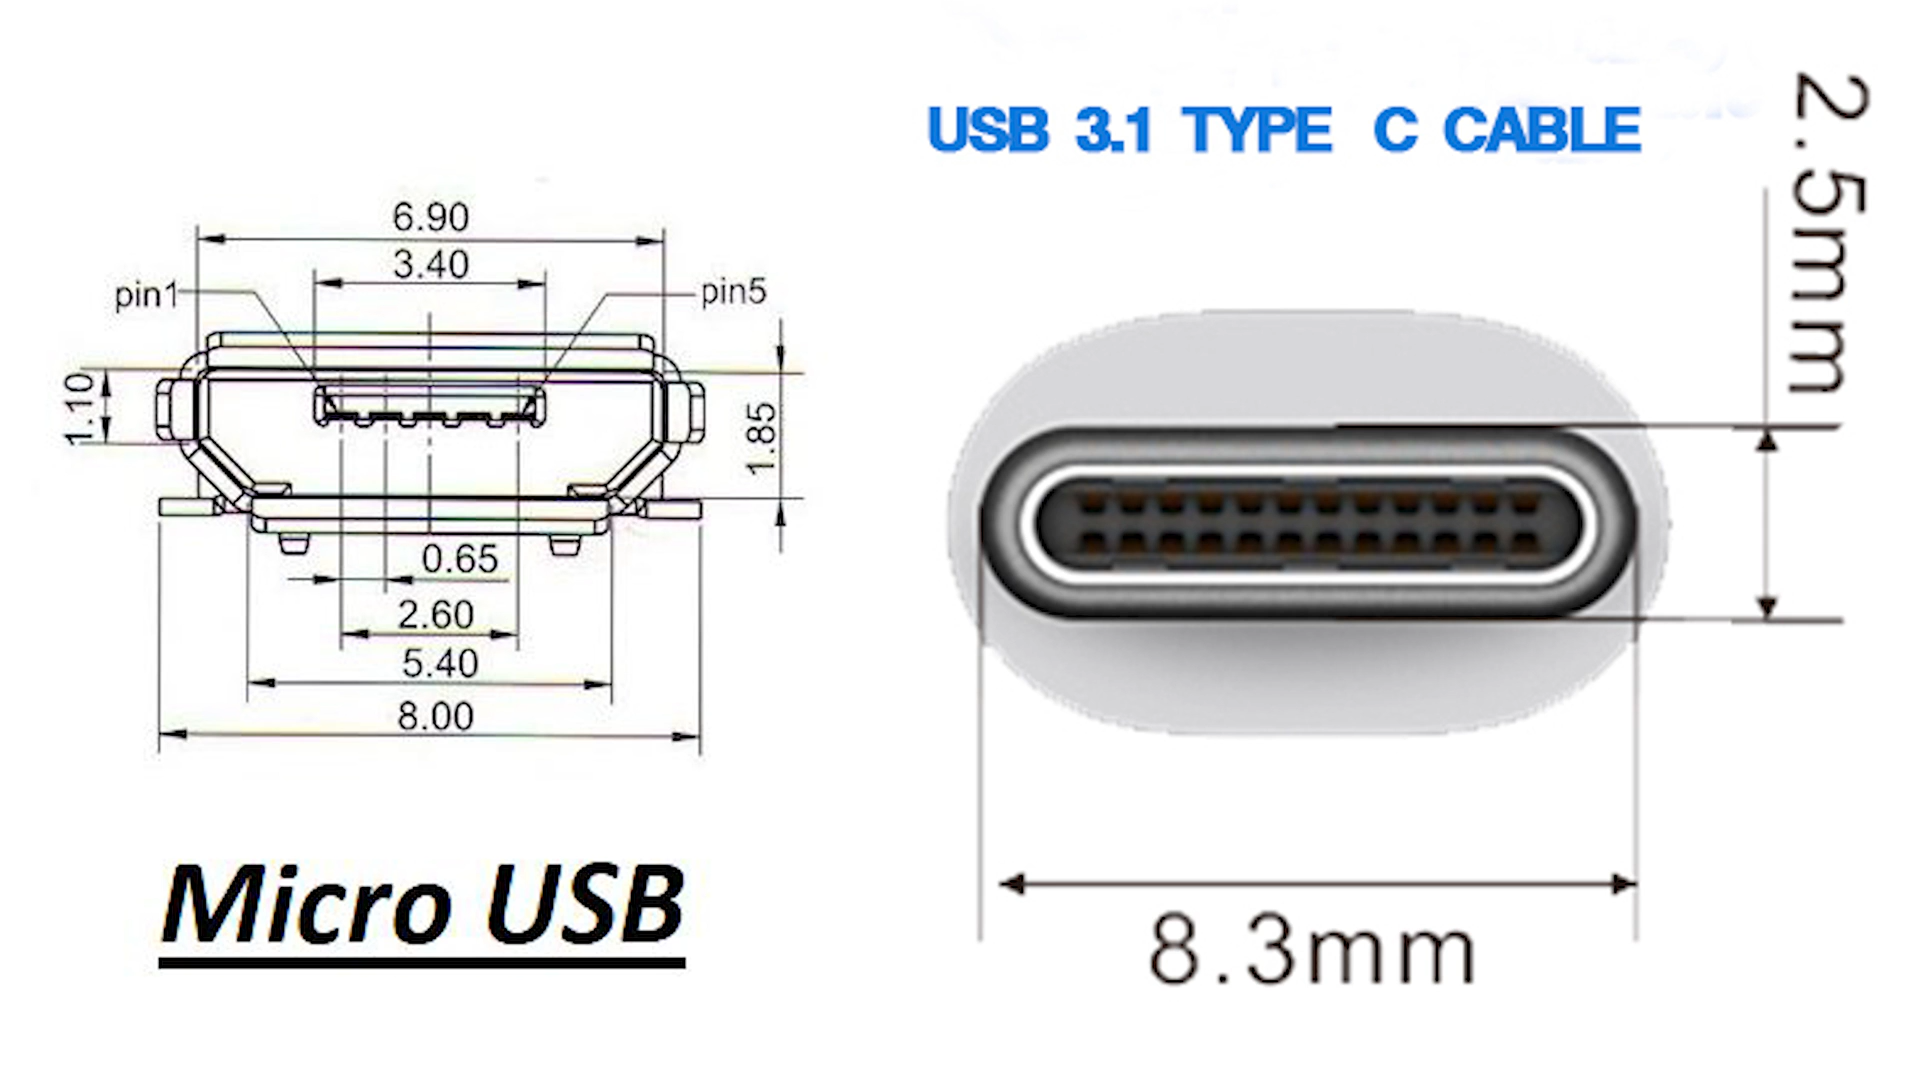 6.90
3.40
pin1
pin5
1.10
1.85
0.65
2.60
5.40
8.00
Micro USB
USB 3.1 TYPE C CABLE
2.5mm
8.3mm